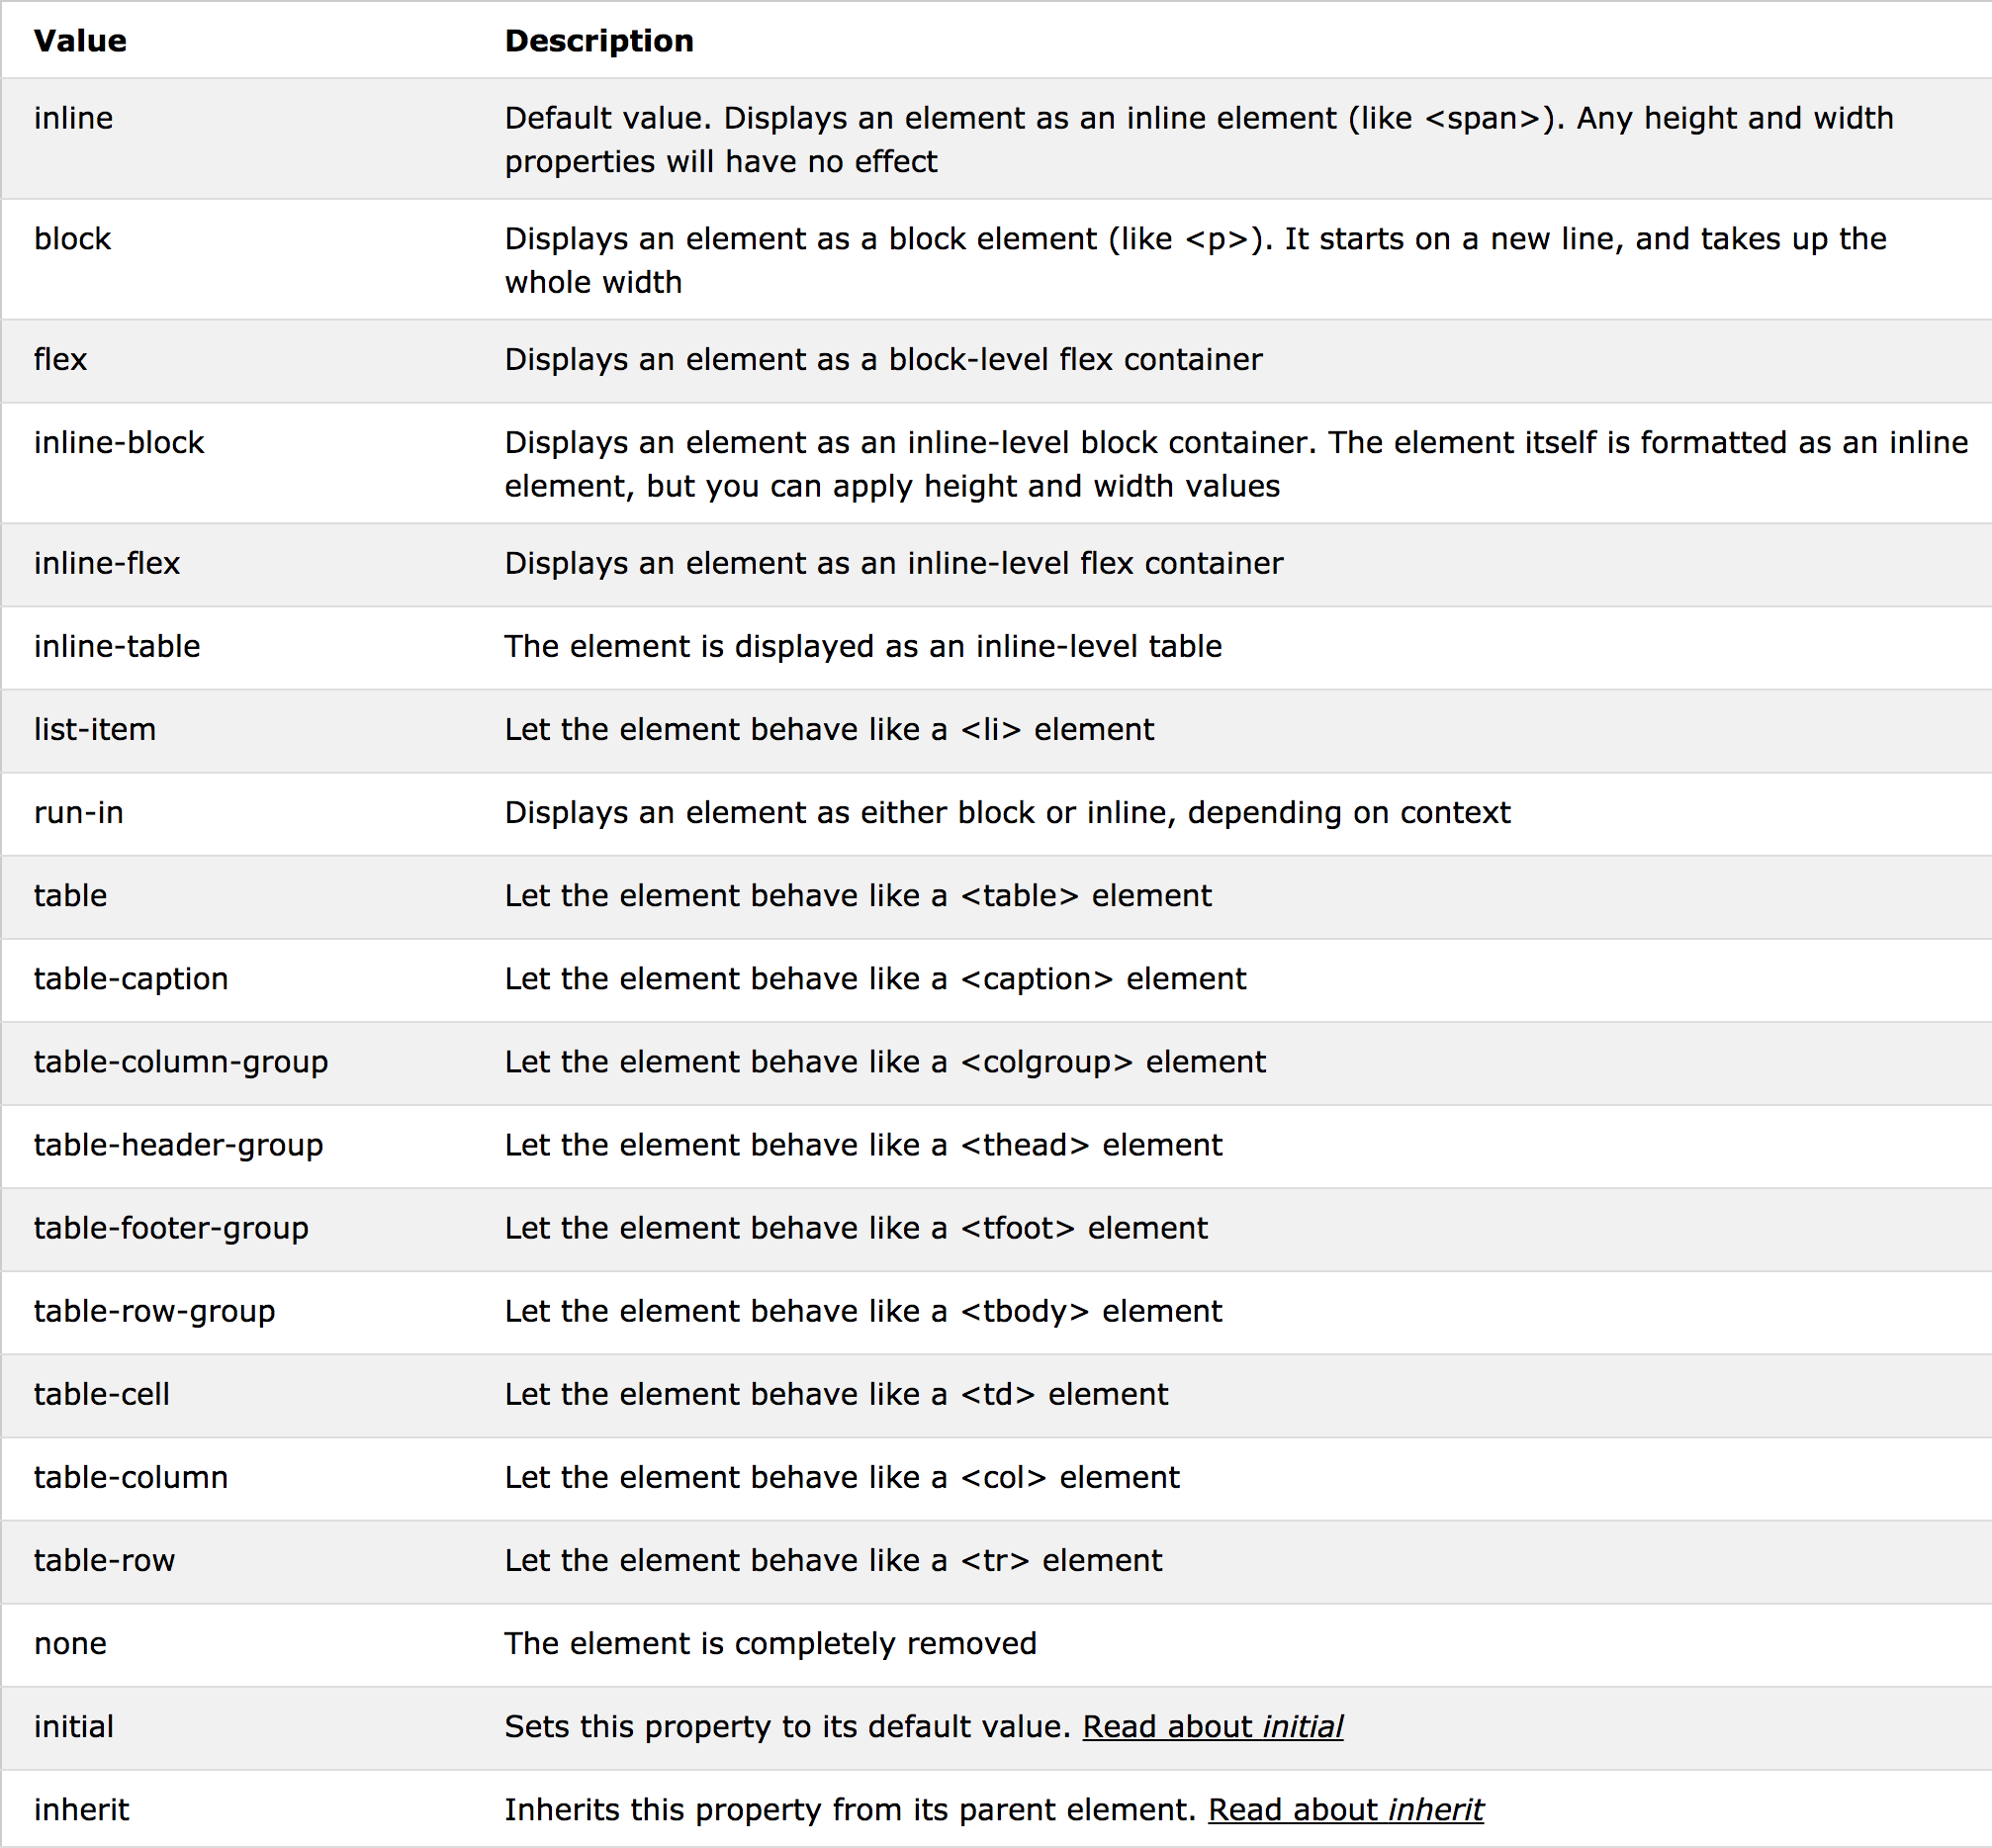 Value Description
inline Default value. Displays an element as an inline element (like <span>). Any height and width
properties will have no effect
block Displays an element as a block element (like <p>). It starts on a new line, and takes up the
whole width
flex Displays an element as a block-level flex container
inline-block Displays an element as an inline-level block container. The element itself is formatted as an inline
element, but you can apply height and width values
inline-flex Displays an element as an inline-level flex container
inline-table The element is displayed as an inline-level table
list-item Let the element behave like a <li> element
run-in Displays an element as either block or inline, depending on context
table Let the element behave like a <table> element
table-caption Let the element behave like a <caption> element
table-column-group Let the element behave like a <colgroup> element
table-header-group Let the element behave like a <thead> element
table-footer-group Let the element behave like a <tfoot> element
table-row-group Let the element behave like a <tbody> element
table-cell Let the element behave like a <td> element
table-column Let the element behave like a <col> element
table-row Let the element behave like a <tr> element
none The element is completely removed
initial Sets this property to its default value. Read about initial
inherit Inherits this property from its parent element. Read about inherit